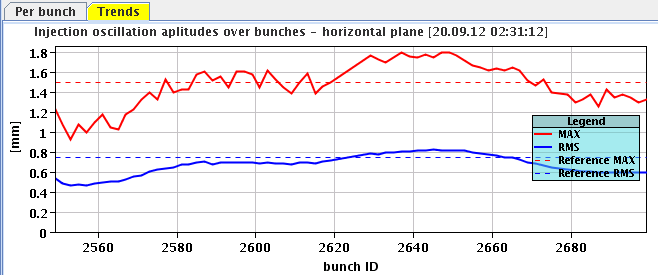 Per bunch Trends
Injection oscillation aplitudes over bunches - horizontal plane [20.09.12 02:31:12]
1.8
1.6
1.4
1.2
1
0.8
0.6
0.4
0.2
0
[mm]
Legend
MAX
RMS
Reference MAX
Reference RMS
2560 2580 2600 2620 2640 2660 2680
bunch ID